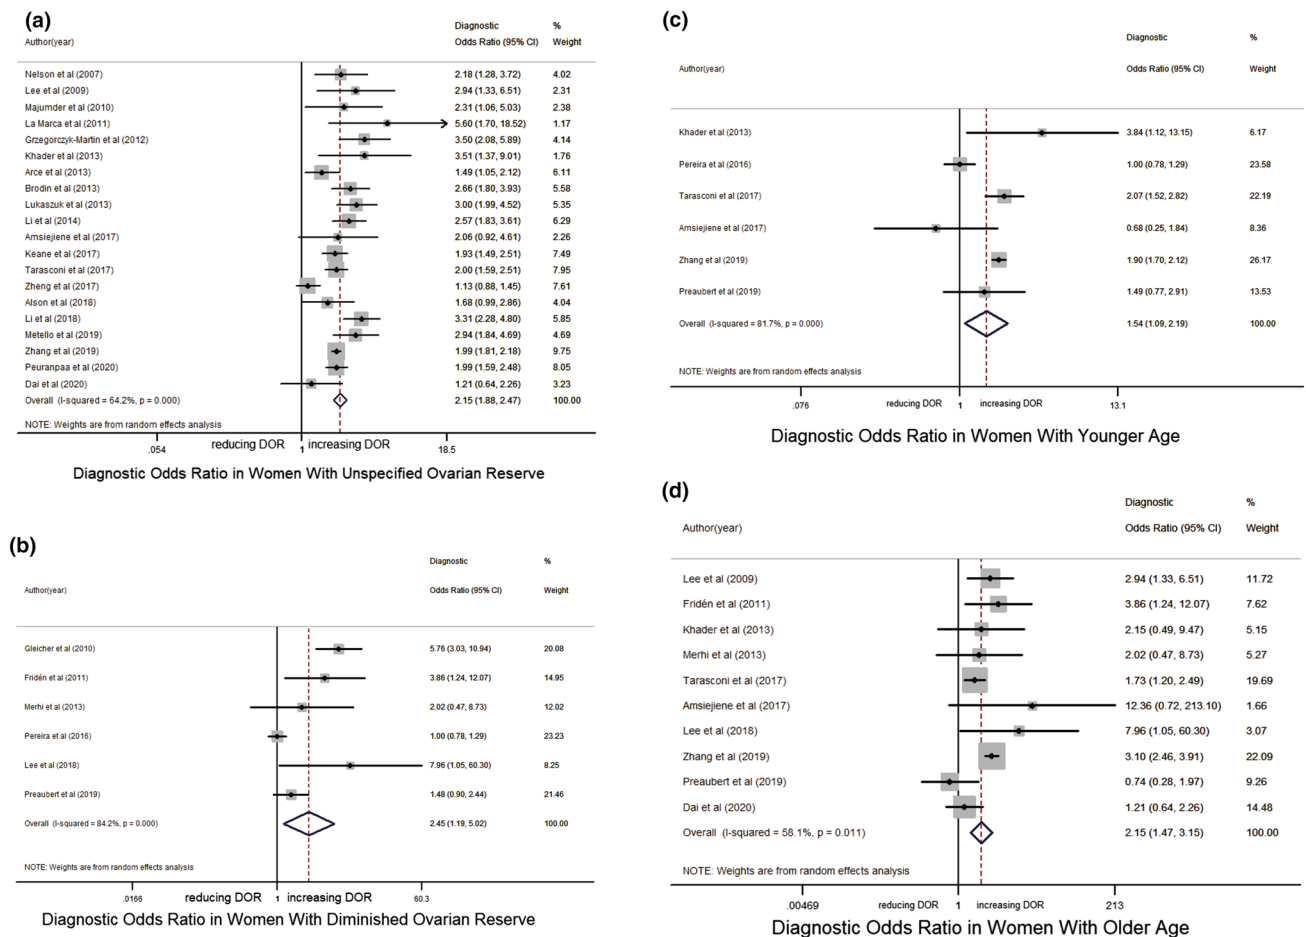 (a)
Diagnostic %
Author(year) Odds Ratio (95% CI) Weight
Nelson et al (2007) 2.18 (1.28, 3.72) 4.02
Lee et al (2009) 2.94 (1.33, 6.51) 2.31
Majumder et al (2010) 2.31 (1.06, 5.03) 2.38
La Marca et al (2011) 5.60 (1.70, 18.52) 1.17
Grzegorczyk-Martin et al (2012) 3.50 (2.08, 5.89) 4.14
Khader et al (2013) 3.51 (1.37, 9.01) 1.76
Arce et al (2013) 1.49 (1.05, 2.12) 6.11
Brodin et al (2013) 2.66 (1.80, 3.93) 5.58
Lukaszuk et al (2013) 3.00 (1.99, 4.52) 5.35
Li et al (2014) 2.57 (1.83, 3.61) 6.29
Amsiejiene et al (2017) 2.06 (0.92, 4.61) 2.26
Keane et al (2017) 1.93 (1.49, 2.51) 7.49
Tarasconi et al (2017) 2.00 (1.59, 2.51) 7.95
Zheng et al (2017) 1.13 (0.88, 1.45) 7.61
Alson et al (2018) 1.68 (0.99, 2.86) 4.04
Li et al (2018) 3.31 (2.28, 4.80) 5.85
Metello et al (2019) 2.94 (1.84, 4.69) 4.69
Zhang et al (2019) 1.99 (1.81, 2.18) 9.75
Peuranpaa et al (2020) 1.99 (1.59, 2.48) 8.05
Dai et al (2020) 1.21 (0.64, 2.26) 3.23
Overall (I-squared = 64.2%, p = 0.000) 2.15 (1.88, 2.47) 100.00
NOTE: Weights are from random effects analysis
reducing DOR increasing DOR
.054 1 18.5
Diagnostic Odds Ratio in Women With Unspecified Ovarian Reserve
(b)
Diagnostic %
Author(year) Odds Ratio (95% CI) Weight
Gleicher et al (2010) 5.76 (3.03, 10.94) 20.08
Fridén et al (2011) 3.86 (1.24, 12.07) 14.95
Merhi et al (2013) 2.02 (0.47, 8.73) 12.02
Pereira et al (2016) 1.00 (0.78, 1.29) 23.23
Lee et al (2018) 7.96 (1.05, 60.30) 8.25
Preaubert et al (2019) 1.48 (0.90, 2.44) 21.46
Overall (I-squared = 84.2%, p = 0.000) 2.45 (1.19, 5.02) 100.00
NOTE: Weights are from random effects analysis
reducing DOR increasing DOR
.0166 1 60.3
Diagnostic Odds Ratio in Women With Diminished Ovarian Reserve
(c)
Diagnostic %
Author(year) Odds Ratio (95% CI) Weight
Khader et al (2013) 3.84 (1.12, 13.15) 6.17
Pereira et al (2016) 1.00 (0.78, 1.29) 23.58
Tarasconi et al (2017) 2.07 (1.52, 2.82) 22.19
Amsiejiene et al (2017) 0.68 (0.25, 1.84) 8.36
Zhang et al (2019) 1.90 (1.70, 2.12) 26.17
Preaubert et al (2019) 1.49 (0.77, 2.91) 13.53
Overall (I-squared = 81.7%, p = 0.000) 1.54 (1.09, 2.19) 100.00
NOTE: Weights are from random effects analysis
.076 reducing DOR 1 increasing DOR 13.1
Diagnostic Odds Ratio in Women With Younger Age
(d)
Diagnostic %
Author(year) Odds Ratio (95% CI) Weight
Lee et al (2009) 2.94 (1.33, 6.51) 11.72
Fridén et al (2011) 3.86 (1.24, 12.07) 7.62
Khader et al (2013) 2.15 (0.49, 9.47) 5.15
Merhi et al (2013) 2.02 (0.47, 8.73) 5.27
Tarasconi et al (2017) 1.73 (1.20, 2.49) 19.69
Amsiejiene et al (2017) 12.36 (0.72, 213.10) 1.66
Lee et al (2018) 7.96 (1.05, 60.30) 3.07
Zhang et al (2019) 3.10 (2.46, 3.91) 22.09
Preaubert et al (2019) 0.74 (0.28, 1.97) 9.26
Dai et al (2020) 1.21 (0.64, 2.26) 14.48
Overall (I-squared = 58.1%, p = 0.011) 2.15 (1.47, 3.15) 100.00
NOTE: Weights are from random effects analysis
.00469 reducing DOR 1 increasing DOR 213
Diagnostic Odds Ratio in Women With Older Age